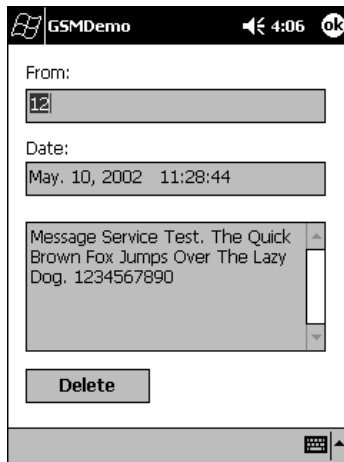 GSMDemo 4:06 ok
From:
12
Date:
May. 10, 2002 11:28:44
Message Service Test. The Quick
Brown Fox Jumps Over The Lazy
Dog. 1234567890
Delete